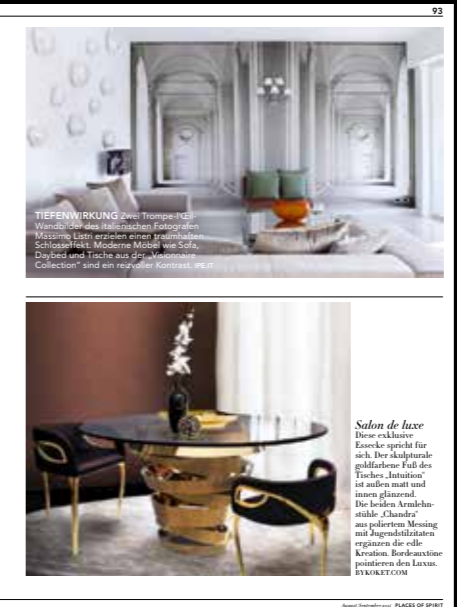 93
TIEFENWIRKUNG Zwei Trompe-l'Œil-
Wandbilder des italienischen Fotografen
Massimo Listri erzielen einen traumhaften
Schlosseffekt. Moderne Möbel wie Sofa,
Daybed und Tische aus der „Visionnaire
Collection“ sind ein reizvoller Kontrast. IPE.IT
Salon de luxe
Diese exklusive
Essecke spricht für
sich. Der skulpturale
goldfarbene Fuß des
Tisches „Intuition“
ist außen matt und
innen glänzend.
Die beiden Armlehn-
stühle „Chandra“
aus poliertem Messing
mit Jugendstilzitaten
ergänzen die edle
Kreation. Bordeauxtöne
pointieren den Luxus.
BYKOKET.COM
August/September PLACES OF SPIRIT